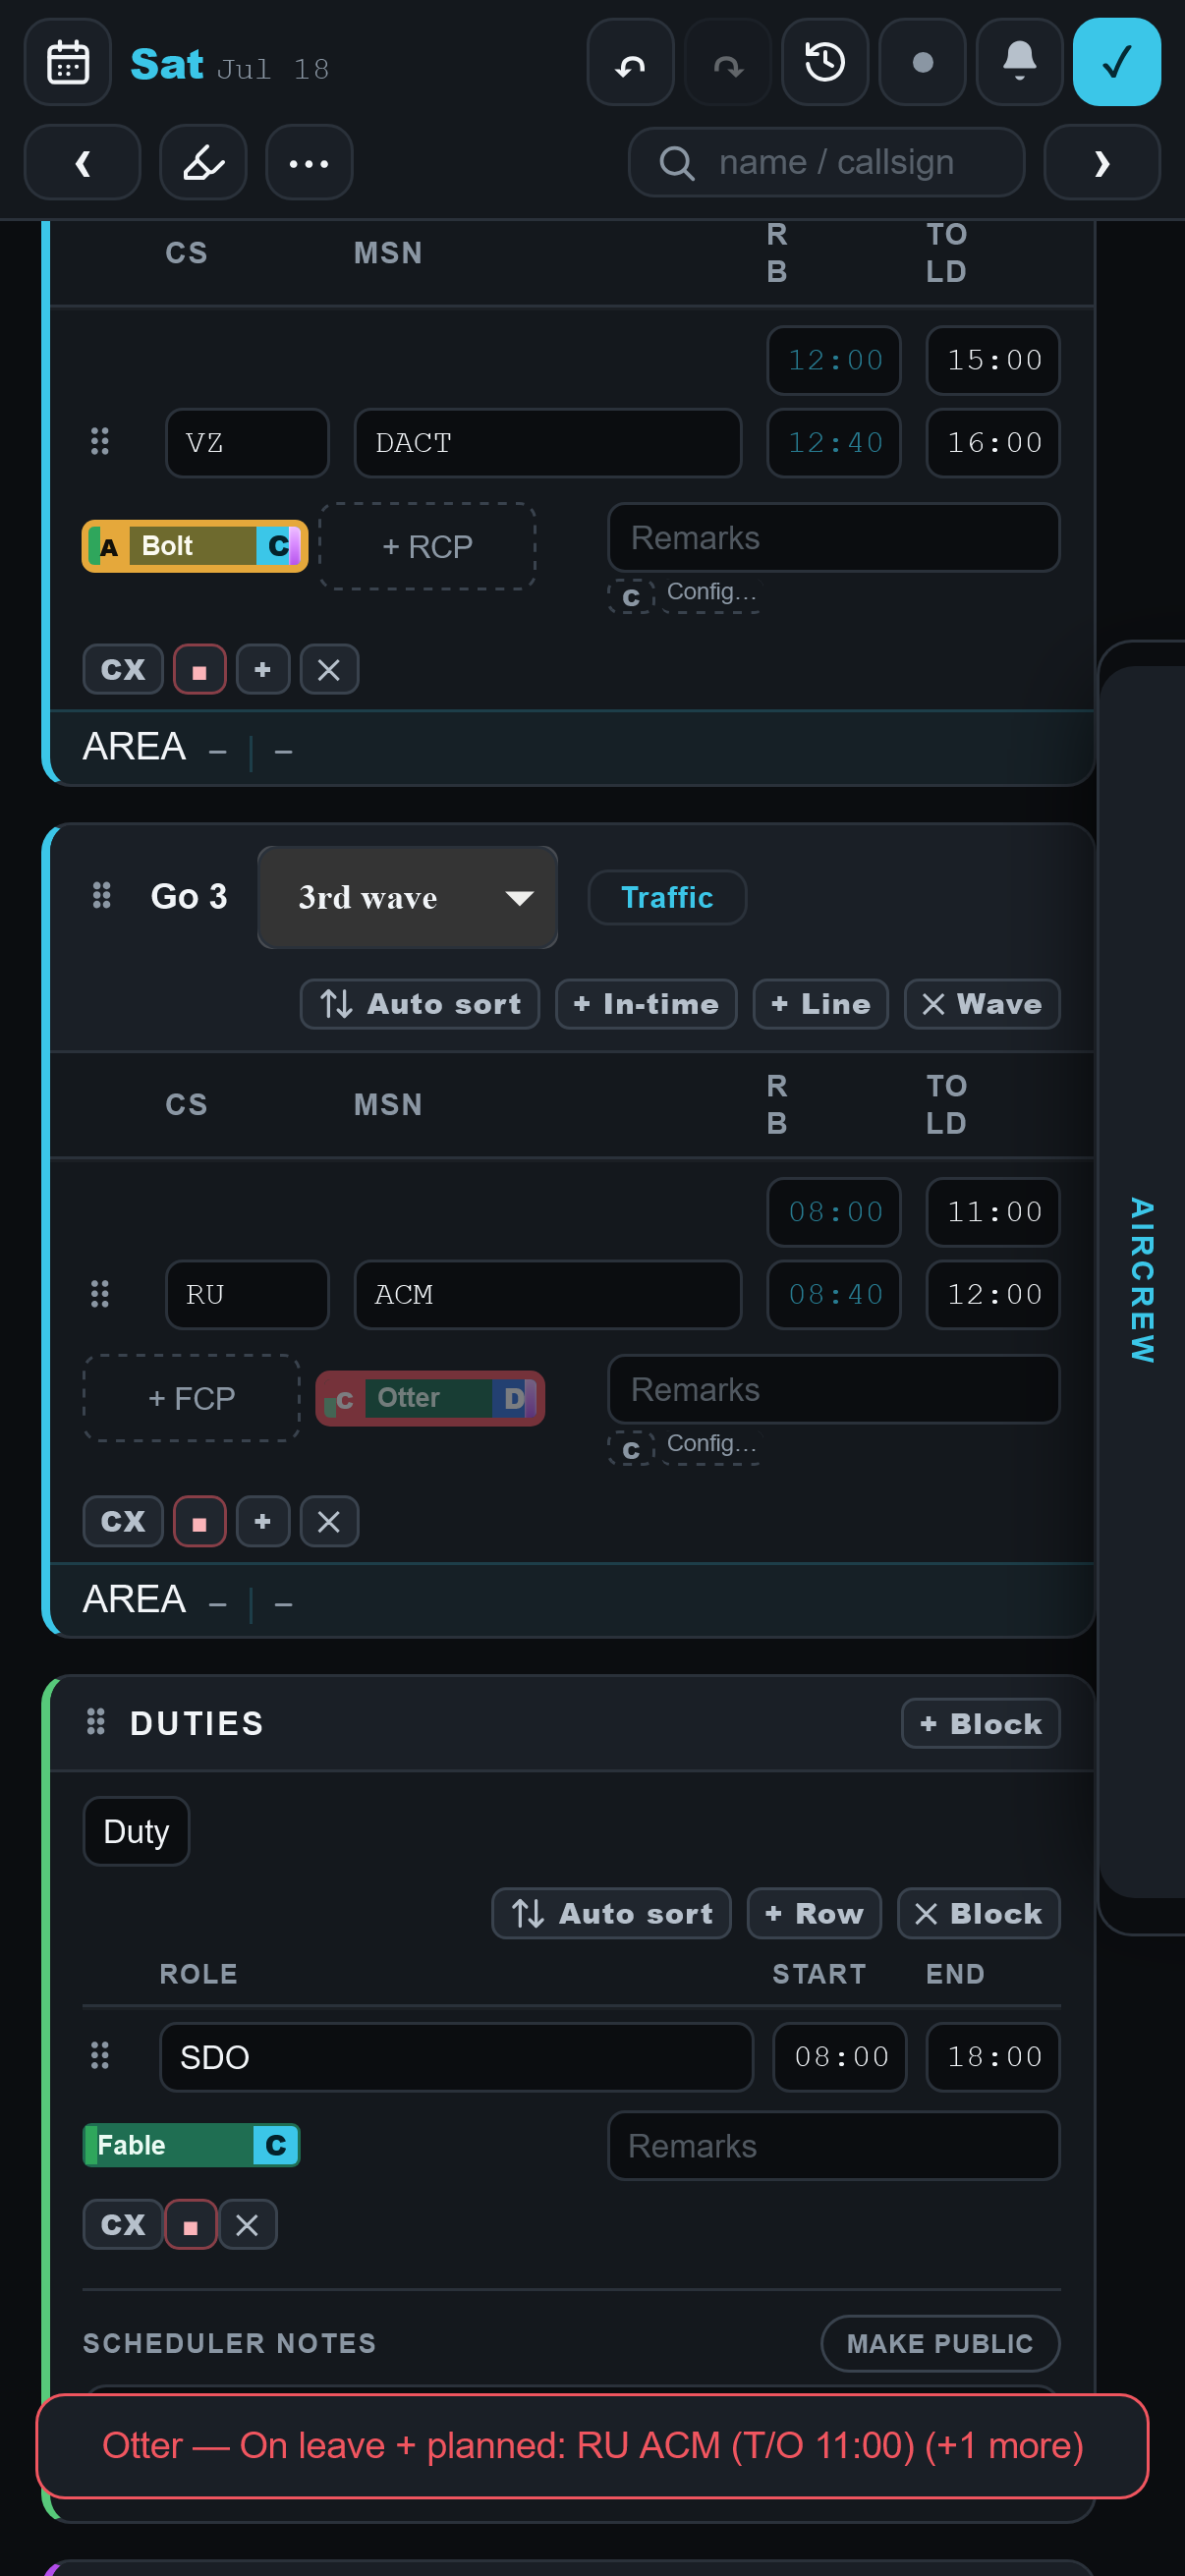 Sat Jul 18
name / callsign
CS MSN R TO
B LD
12:00 15:00
VZ DACT 12:40 16:00
A Bolt C + RCP Remarks
C Config...
CX + ×
AREA – | –
Go 3 3rd wave Traffic
Auto sort + In-time + Line × Wave
CS MSN R TO
B LD
08:00 11:00
RU ACM 08:40 12:00
+ FCP C Otter D Remarks
C Config...
CX + ×
AREA – | –
AIRCREW
DUTIES + Block
Duty
Auto sort + Row × Block
ROLE START END
SDO 08:00 18:00
Fable C Remarks
CX ×
SCHEDULER NOTES MAKE PUBLIC
Otter — On leave + planned: RU ACM (T/O 11:00) (+1 more)